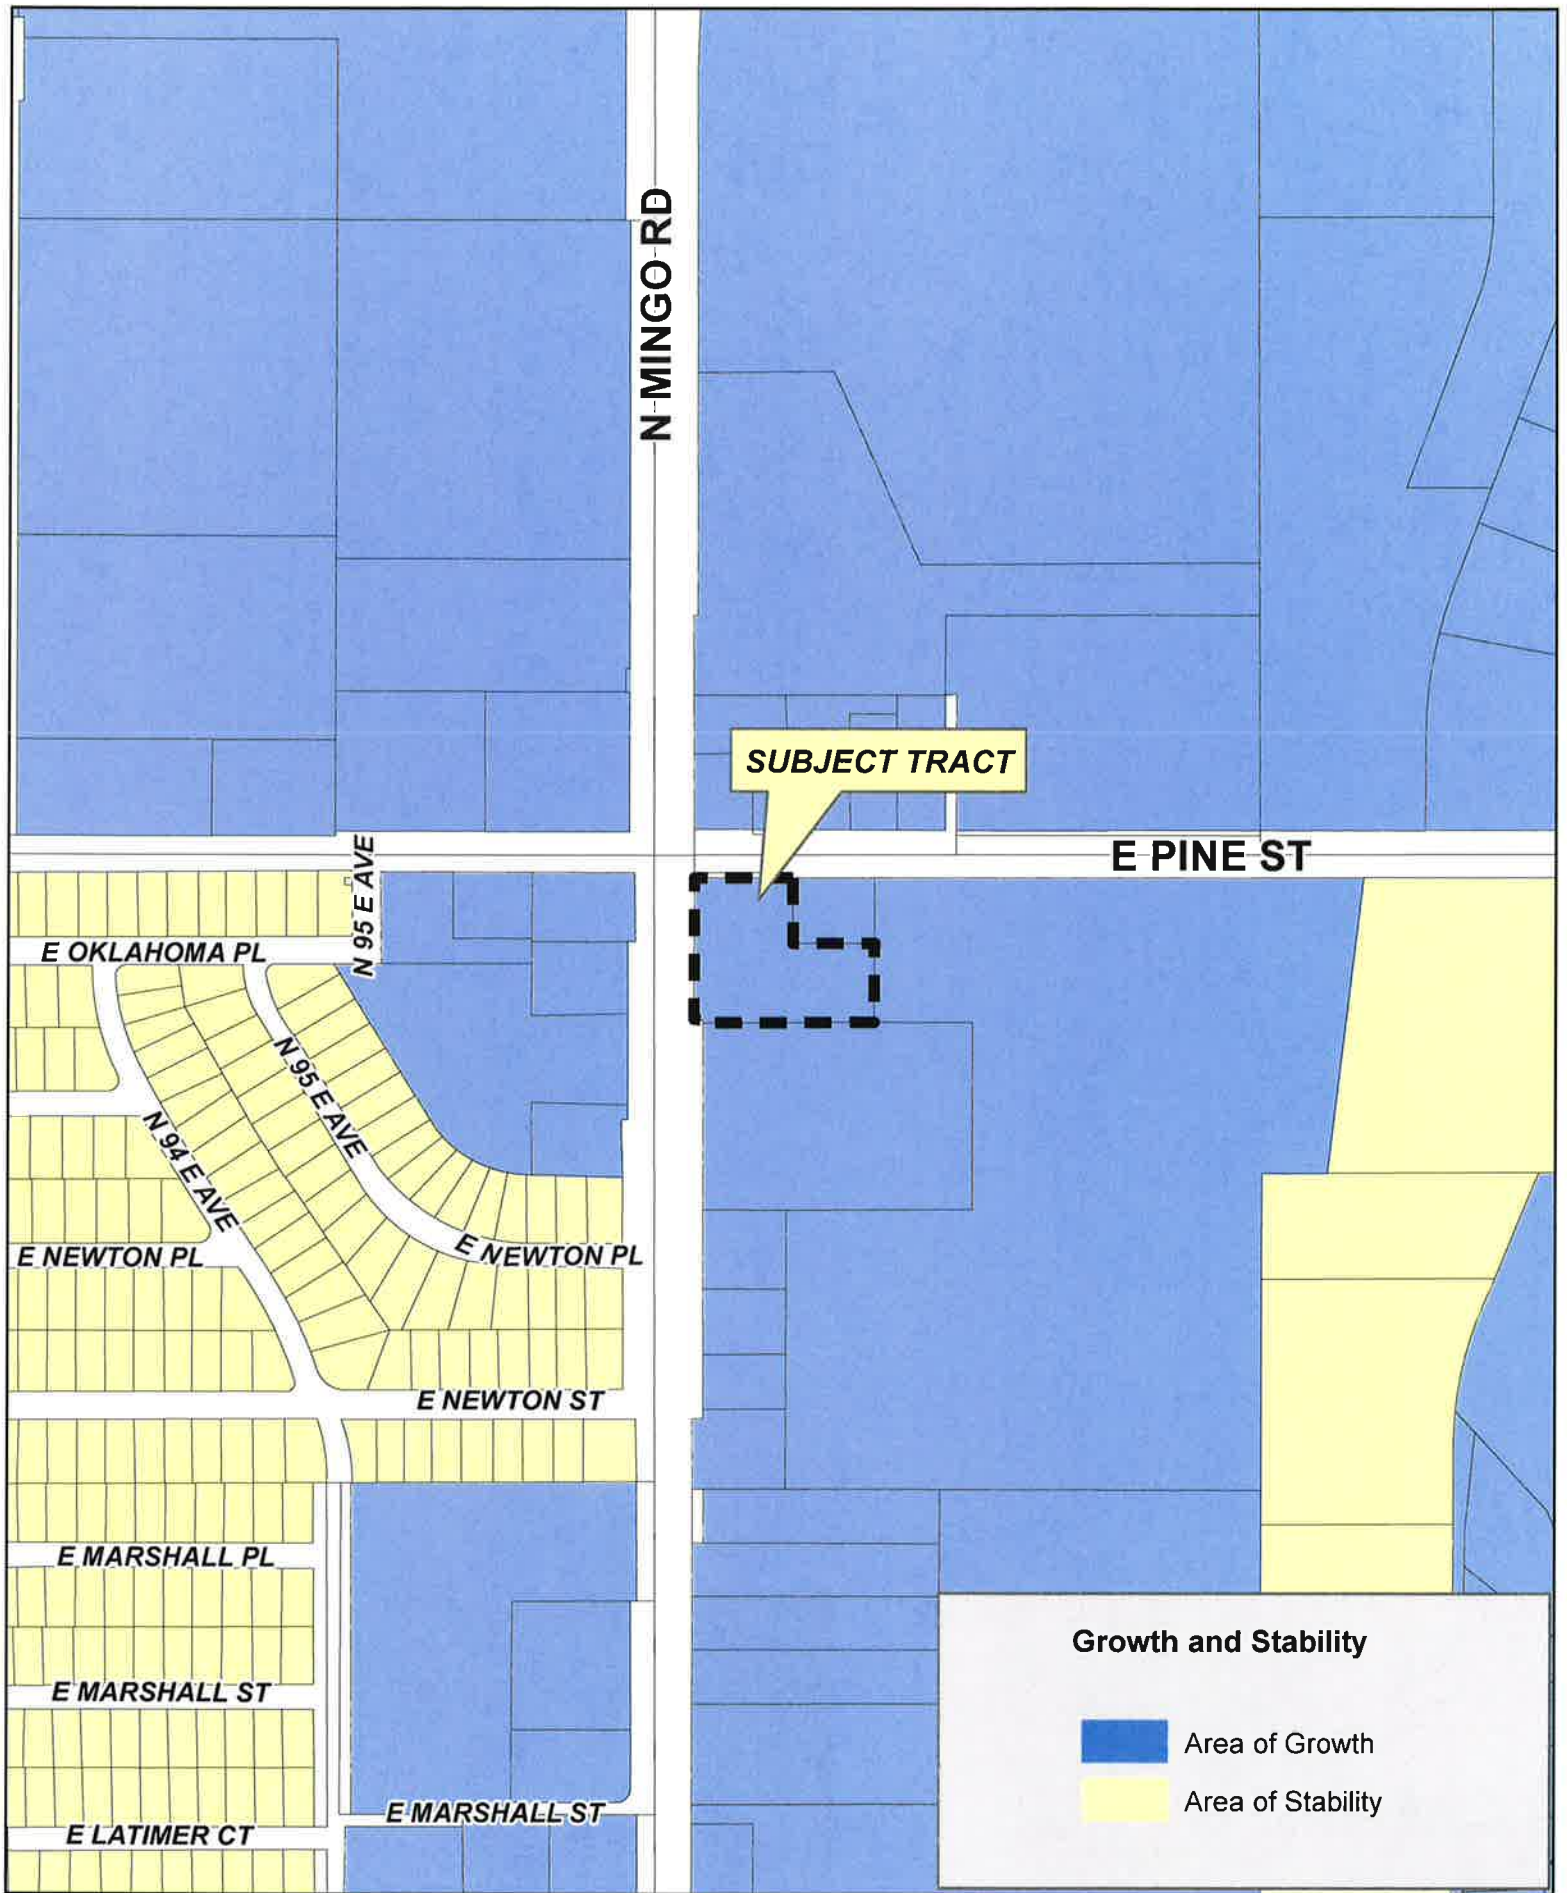 N MINGO RD
SUBJECT TRACT
E PINE ST
N 95 E AVE
E OKLAHOMA PL
N 95 E AVE
N 94 E AVE
E NEWTON PL
E NEWTON PL
E NEWTON ST
E MARSHALL PL
E MARSHALL ST
E MARSHALL ST
E LATIMER CT
Growth and Stability
Area of Growth
Area of Stability